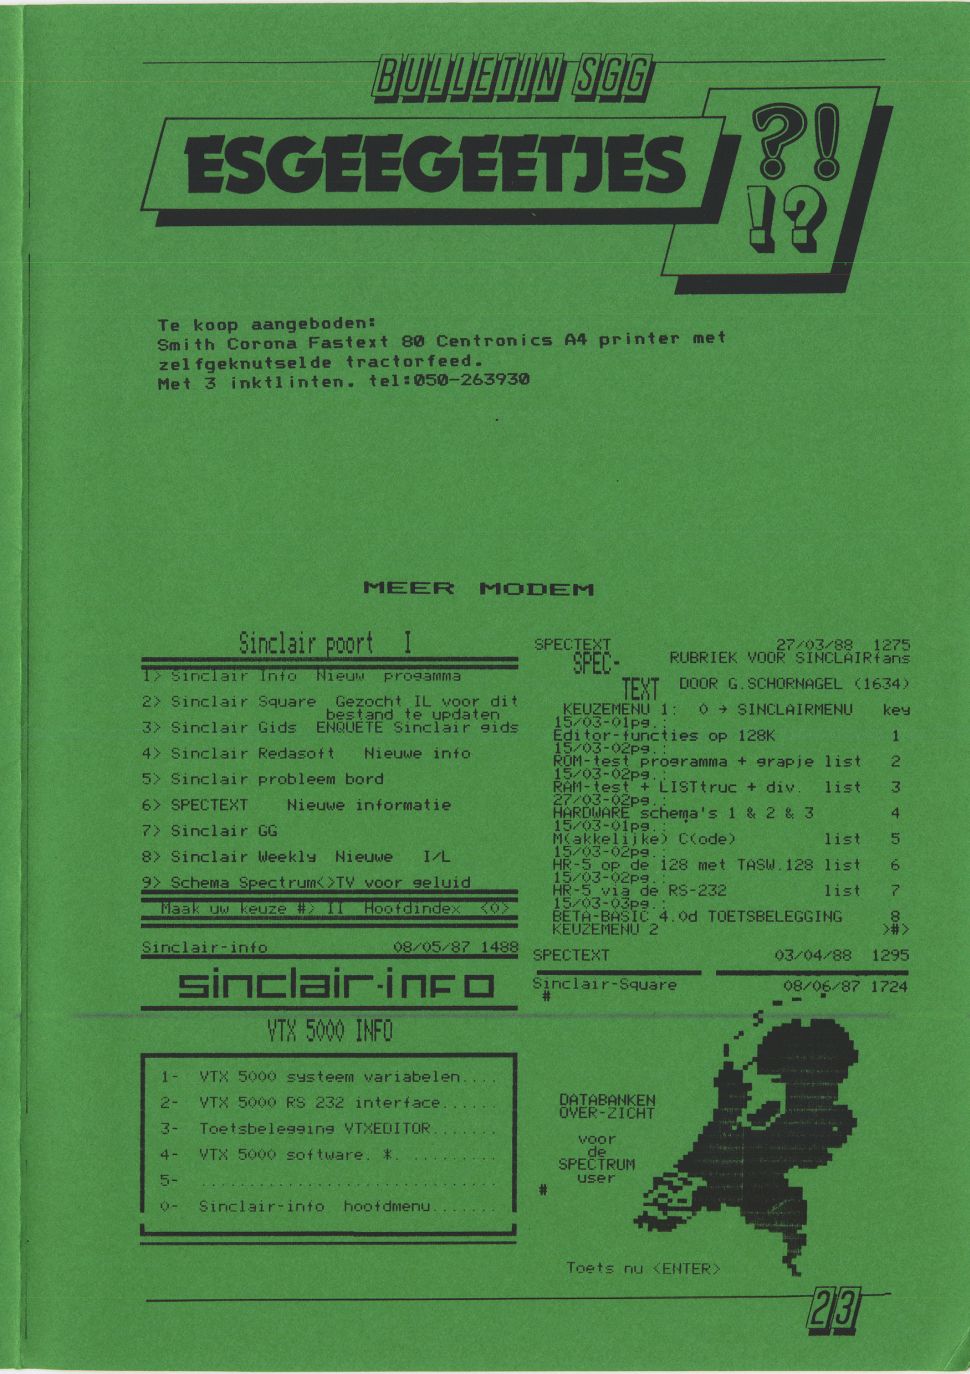 BULLETIN SGG
ESGEEGEETJES
?!
!?
Te koop aangeboden:
Smith Corona Fastext 80 Centronics A4 printer met
zelfgeknutselde tractorfeed.
Met 3 inktlinten. tel:050-263930
MEER MODEM
Sinclair poort I
1> Sinclair Info Nieuw progamma
2> Sinclair Square Gezocht IL voor dit
bestand te updaten
3> Sinclair Gids ENQUETE Sinclair gids
4> Sinclair Redasoft Nieuwe info
5> Sinclair probleem bord
6> SPECTEXT Nieuwe informatie
7> Sinclair GG
8> Sinclair Weekly Nieuwe I/L
9> Schema Spectrum<>TV voor geluid
Maak uw keuze #> II Hoofdindex <0>
Sinclair-info 08/05/87 1488
sinclair-info
VTX 5000 INFO
1- VTX 5000 systeem variabelen....
2- VTX 5000 RS 232 interface......
3- Toetsbelegging VTXEDITOR.......
4- VTX 5000 software. *. .........
5- ...............................
0- Sinclair-info hoofdmenu.......
SPECTEXT 27/03/88 1275
SPEC- RUBRIEK VOOR SINCLAIRfans
TEXT DOOR G.SCHORNAGEL (1634)
KEUZEMENU 1: 0 → SINCLAIRMENU key
15/03-01pg.:
Editor-functies op 128K 1
15/03-02pg.:
ROM-test programma + grapje list 2
15/03-02pg.:
RAM-test + LISTtruc + div. list 3
27/03-02pg.:
HARDWARE schema's 1 & 2 & 3 4
15/03-01pg.:
M(akkelijke) C(ode) list 5
15/03-02pg.:
HR-5 op de 128 met TASW.128 list 6
15/03-02pg.:
HR-5 via de RS-232 list 7
15/03-03pg.:
BETA-BASIC 4.0d TOETSBELEGGING 8
KEUZEMENU 2 >#>
SPECTEXT 03/04/88 1295
Sinclair-Square 08/06/87 1724
#
DATABANKEN
OVER-ZICHT
voor
de
SPECTRUM
user
#
Toets nu <ENTER>
23